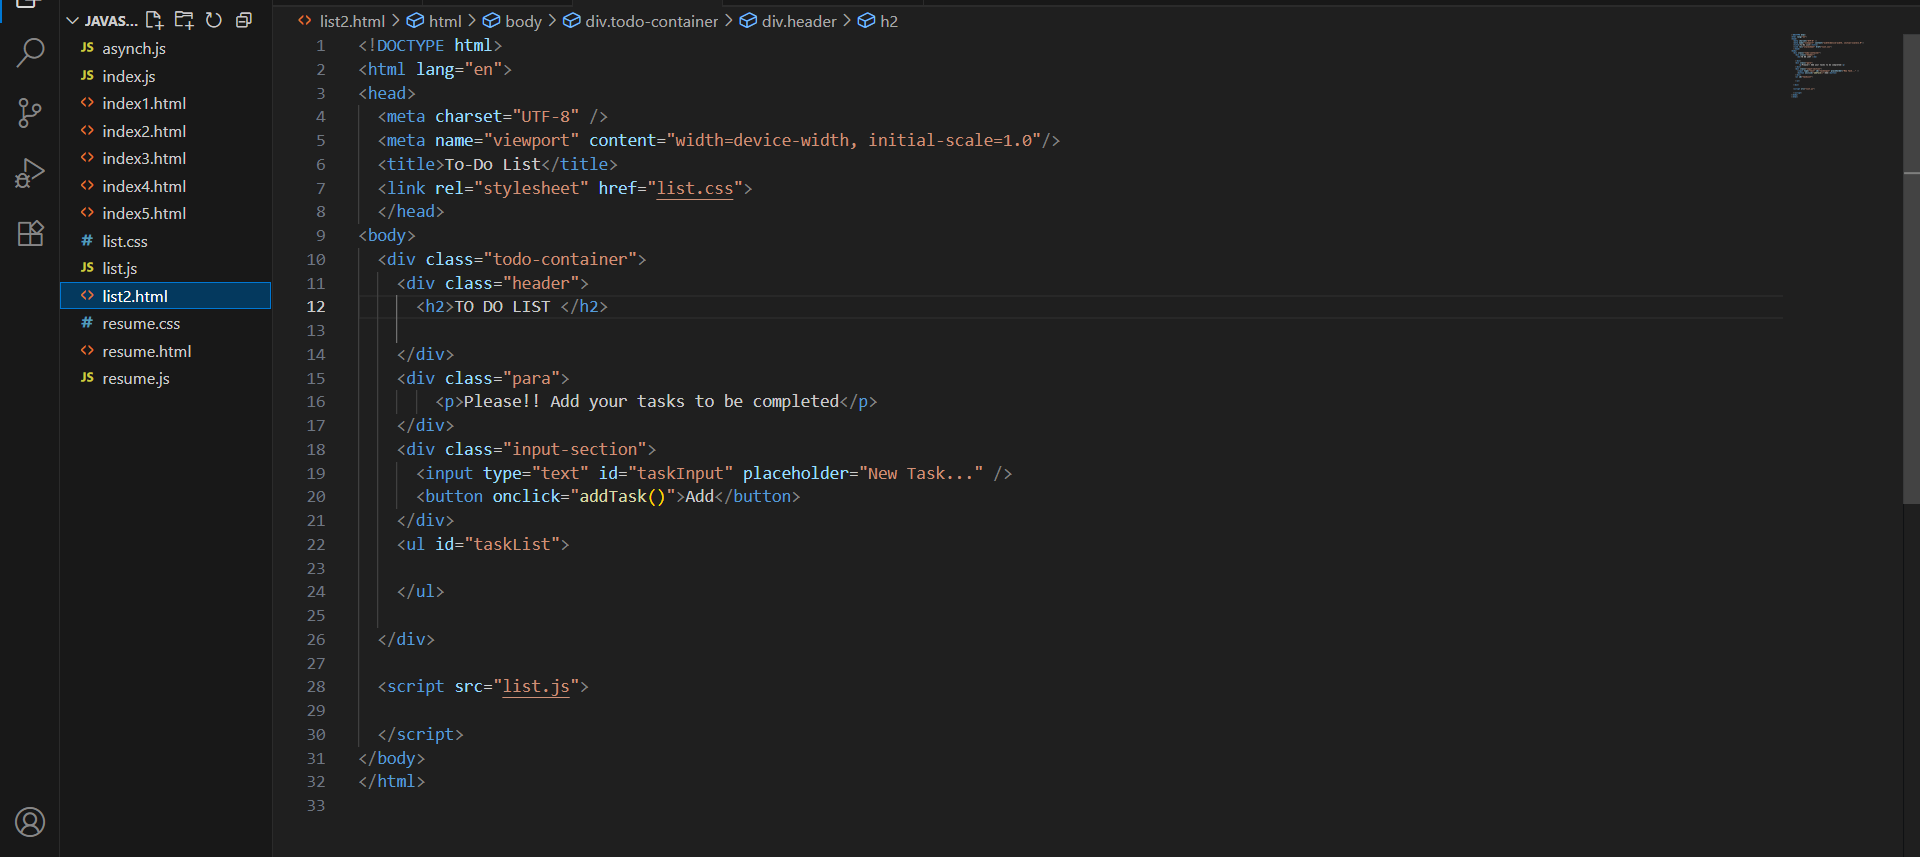 JAVAS...
JS asynch.js
JS index.js
<> index1.html
<> index2.html
<> index3.html
<> index4.html
<> index5.html
# list.css
JS list.js
<> list2.html
# resume.css
<> resume.html
JS resume.js
<> list2.html > html > body > div.todo-container > div.header > h2
1 <!DOCTYPE html>
2 <html lang="en">
3 <head>
4 <meta charset="UTF-8" />
5 <meta name="viewport" content="width=device-width, initial-scale=1.0"/>
6 <title>To-Do List</title>
7 <link rel="stylesheet" href="list.css">
8 </head>
9 <body>
10 <div class="todo-container">
11 <div class="header">
12 <h2>TO DO LIST </h2>
13
14 </div>
15 <div class="para">
16 <p>Please!! Add your tasks to be completed</p>
17 </div>
18 <div class="input-section">
19 <input type="text" id="taskInput" placeholder="New Task..." />
20 <button onclick="addTask()">Add</button>
21 </div>
22 <ul id="taskList">
23
24 </ul>
25
26 </div>
27
28 <script src="list.js">
29
30 </script>
31 </body>
32 </html>
33